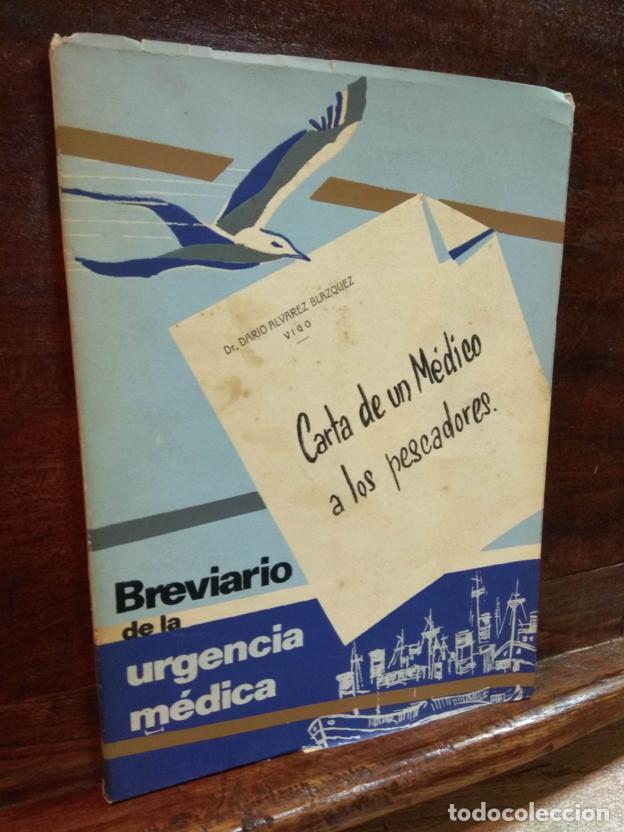 Dr. DARIO ALVAREZ BLAZQUEZ
VIGO
Carta de un Médico
a los pescadores.
Breviario
de la
urgencia
médica
todocoleccion